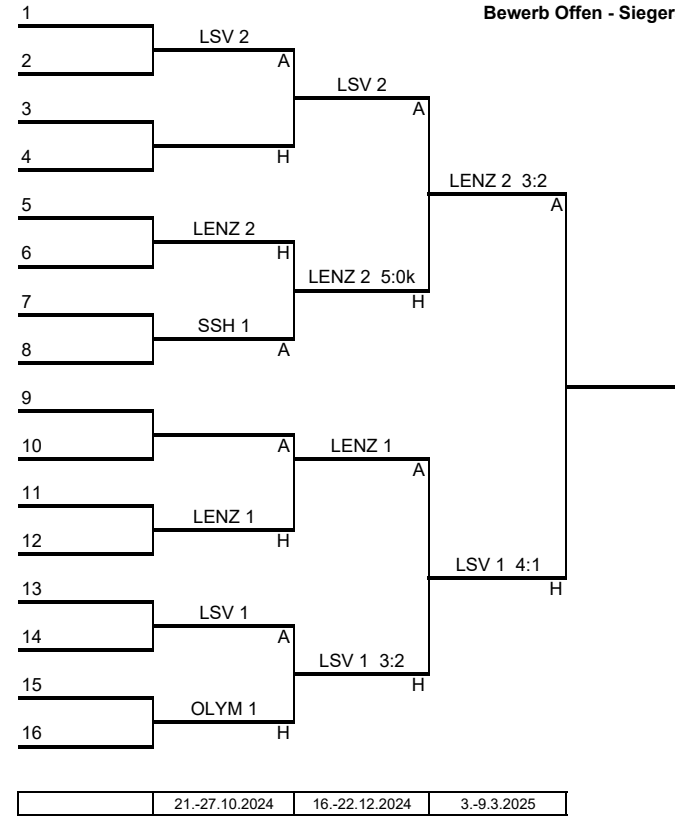 1
Bewerb Offen - Sieger
LSV 2
2
A
LSV 2
3
A
4
H
LENZ 2 3:2
5
A
LENZ 2
6
H
LENZ 2 5:0k
7
H
SSH 1
8
A
9
10
A
LENZ 1
A
11
LENZ 1
12
H
LSV 1 4:1
13
H
LSV 1
14
A
LSV 1 3:2
15
H
OLYM 1
16
H
21.-27.10.2024 16.-22.12.2024 3.-9.3.2025